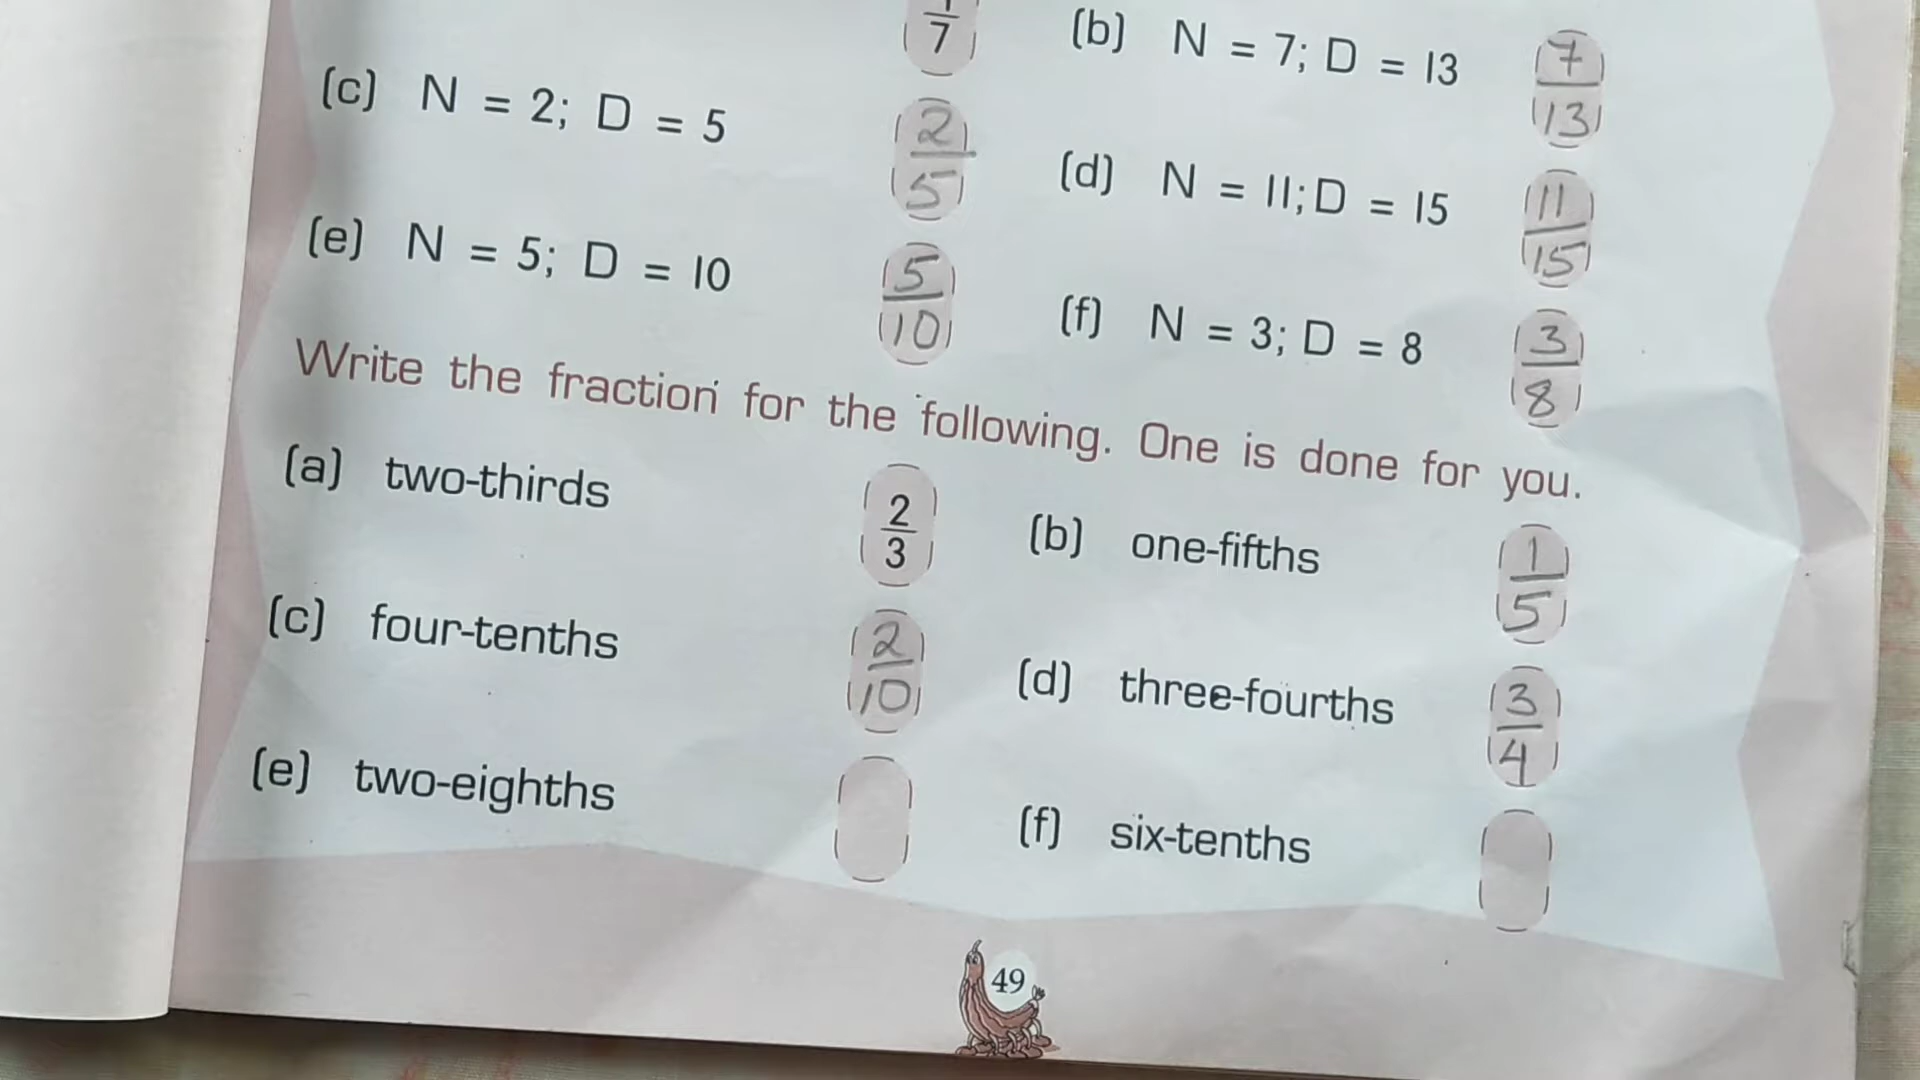 1/7
(b) N = 7; D = 13 7/13
(c) N = 2; D = 5 2/5
(d) N = 11; D = 15 11/15
(e) N = 5; D = 10 5/10
(f) N = 3; D = 8 3/8
Write the fraction for the following. One is done for you.
(a) two-thirds 2/3
(b) one-fifths 1/5
(c) four-tenths 2/10
(d) three-fourths 3/4
(e) two-eighths
(f) six-tenths
49